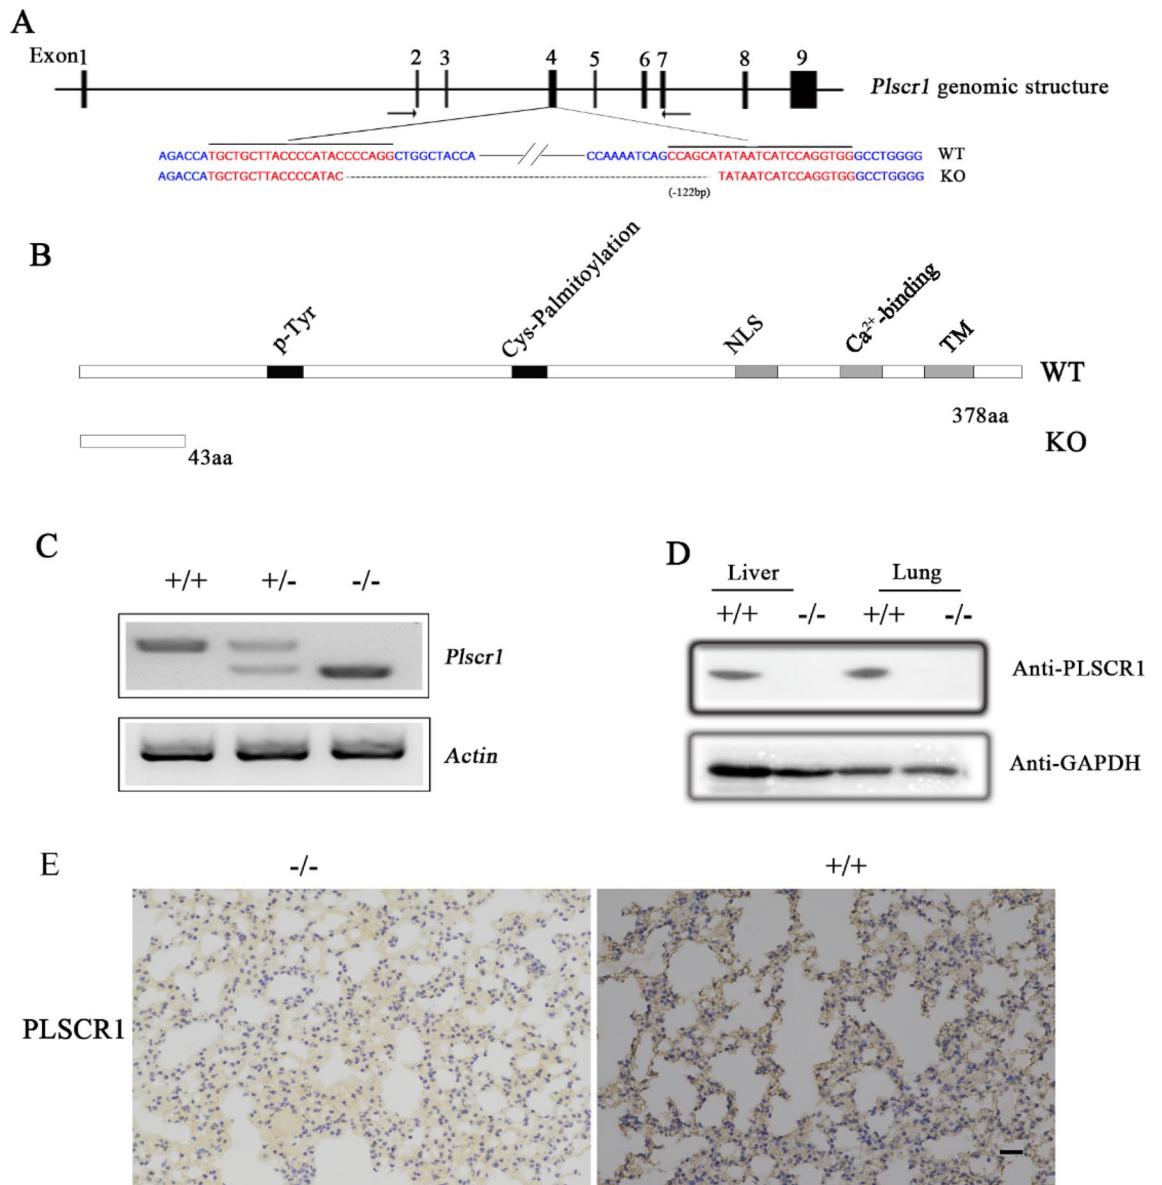 A
Exon1 2 3 4 5 6 7 8 9
Plscr1 genomic structure
AGACCATGCTGCTTACCCCATACCCCAGGCTGGCTACCA CCAAAATCAGCCAGCATATAATCATCCAGGTGGGCCTGGGG WT
AGACCATGCTGCTTACCCCATAC TATAATCATCCAGGTGGGCCTGGGG KO
(-122bp)
B
p-Tyr Cys-Palmitoylation NLS Ca²⁺-binding TM
WT
378aa
43aa
KO
C
+/+ +/- -/-
Plscr1
Actin
D
Liver Lung
+/+ -/- +/+ -/-
Anti-PLSCR1
Anti-GAPDH
E
-/- +/+
PLSCR1